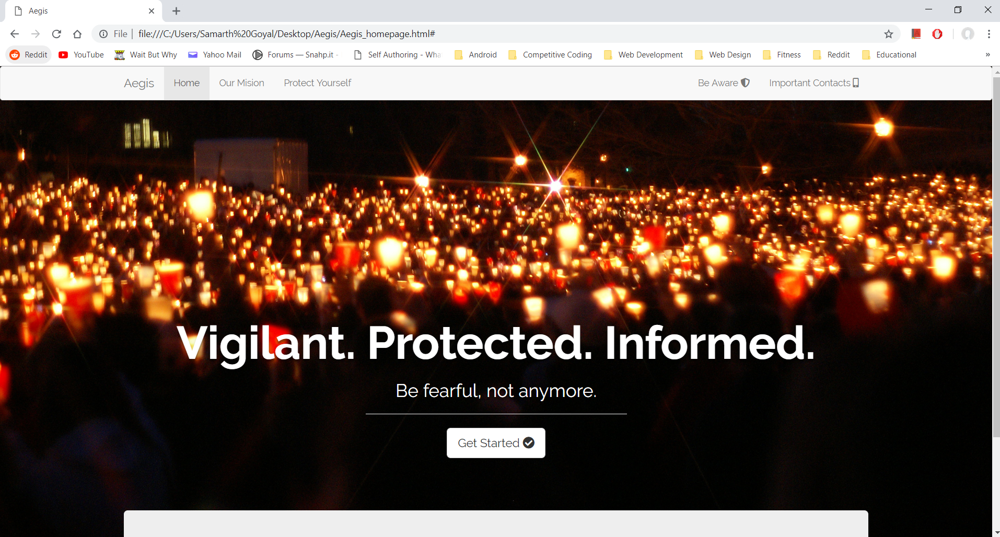 Aegis
File file:///C:/Users/Samarth%20Goyal/Desktop/Aegis/Aegis_homepage.html#
Reddit YouTube Wait But Why Yahoo Mail Forums — Snahp.it - Self Authoring - Wha Android Competitive Coding Web Development Web Design Fitness Reddit Educational »
Aegis Home Our Mision Protect Yourself Be Aware Important Contacts
Vigilant. Protected. Informed.
Be fearful, not anymore.
Get Started